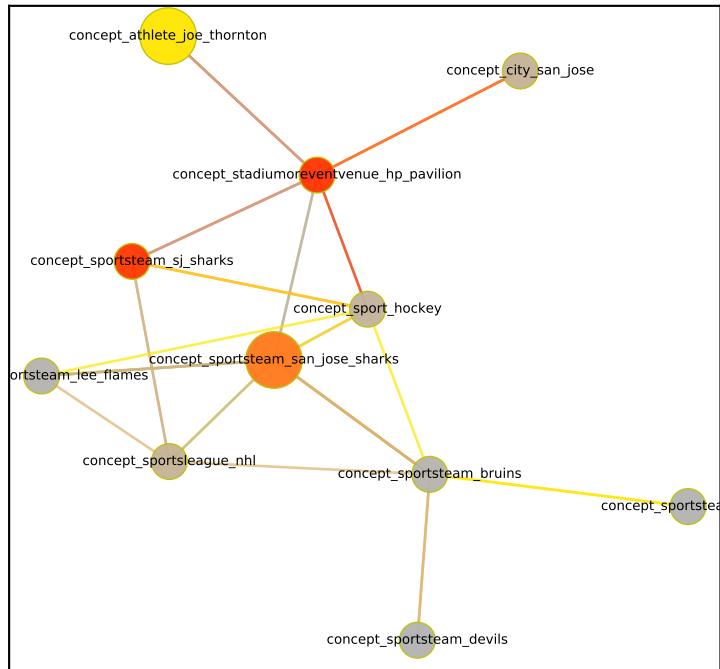 concept_athlete_joe_thornton
concept_city_san_jose
concept_stadiumoreventvenue_hp_pavilion
concept_sportsteam_sj_sharks
concept_sport_hockey
concept_sportsteam_san_jose_sharks
ortsteam_lee_flames
concept_sportsleague_nhl
concept_sportsteam_bruins
concept_sportstea
concept_sportsteam_devils